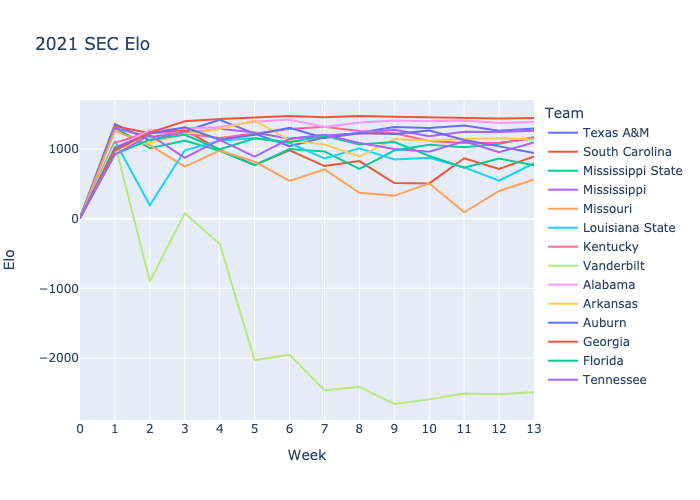 2021 SEC Elo
Team
Texas A&M
South Carolina
Mississippi State
Mississippi
Missouri
Louisiana State
Kentucky
Vanderbilt
Alabama
Arkansas
Auburn
Georgia
Florida
Tennessee
1000
0
−1000
−2000
Elo
0 1 2 3 4 5 6 7 8 9 10 11 12 13
Week